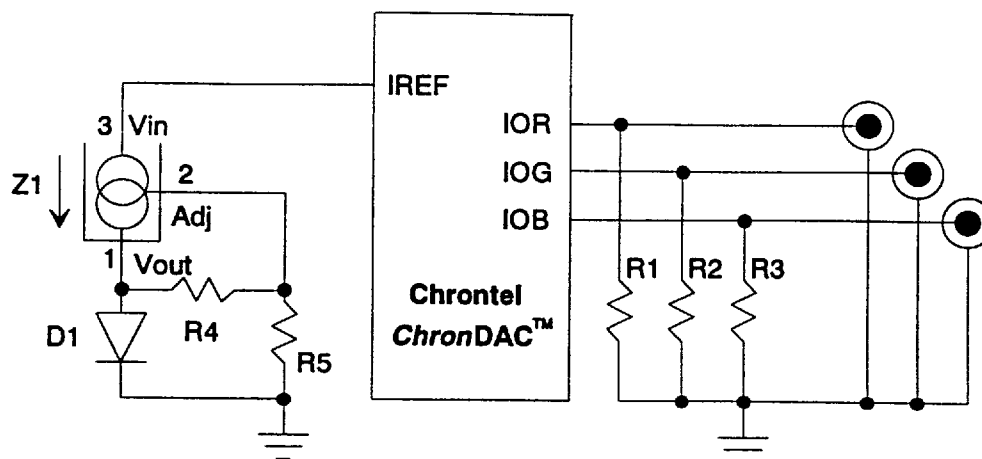 IREF
3 Vin
IOR
2
IOG
Z1
Adj
IOB
1 Vout
R1 R2 R3
Chrontel
D1
R4
ChronDAC™
R5